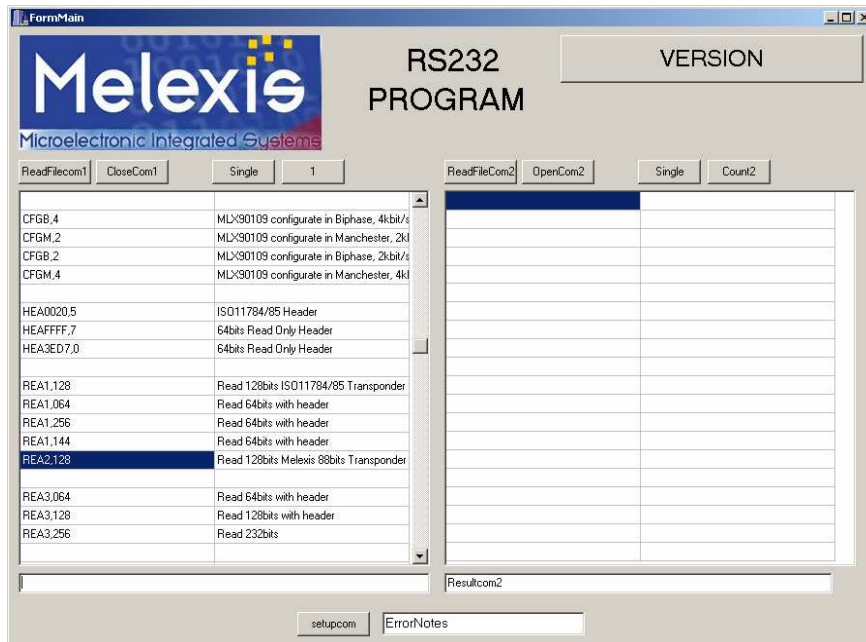 FormMain
Melexis
Microelectronic Integrated Systems
RS232
PROGRAM
VERSION
ReadFilecom1 CloseCom1 Single 1
ReadFileCom2 OpenCom2 Single Count2
CFGB,4 MLX90109 configurate in Biphase, 4kbit/s
CFGM,2 MLX90109 configurate in Manchester, 2kl
CFGB,2 MLX90109 configurate in Biphase, 2kbit/s
CFGM,4 MLX90109 configurate in Manchester, 4kl
HEA0020,5 ISO11784/85 Header
HEAFFFF,7 64bits Read Only Header
HEA3ED7,0 64bits Read Only Header
REA1,128 Read 128bits ISO11784/85 Transponder
REA1,064 Read 64bits with header
REA1,256 Read 64bits with header
REA1,144 Read 64bits with header
REA2,128 Read 128bits Melexis 88bits Transponder
REA3,064 Read 64bits with header
REA3,128 Read 128bits with header
REA3,256 Read 232bits
Resultcom2
setupcom ErrorNotes